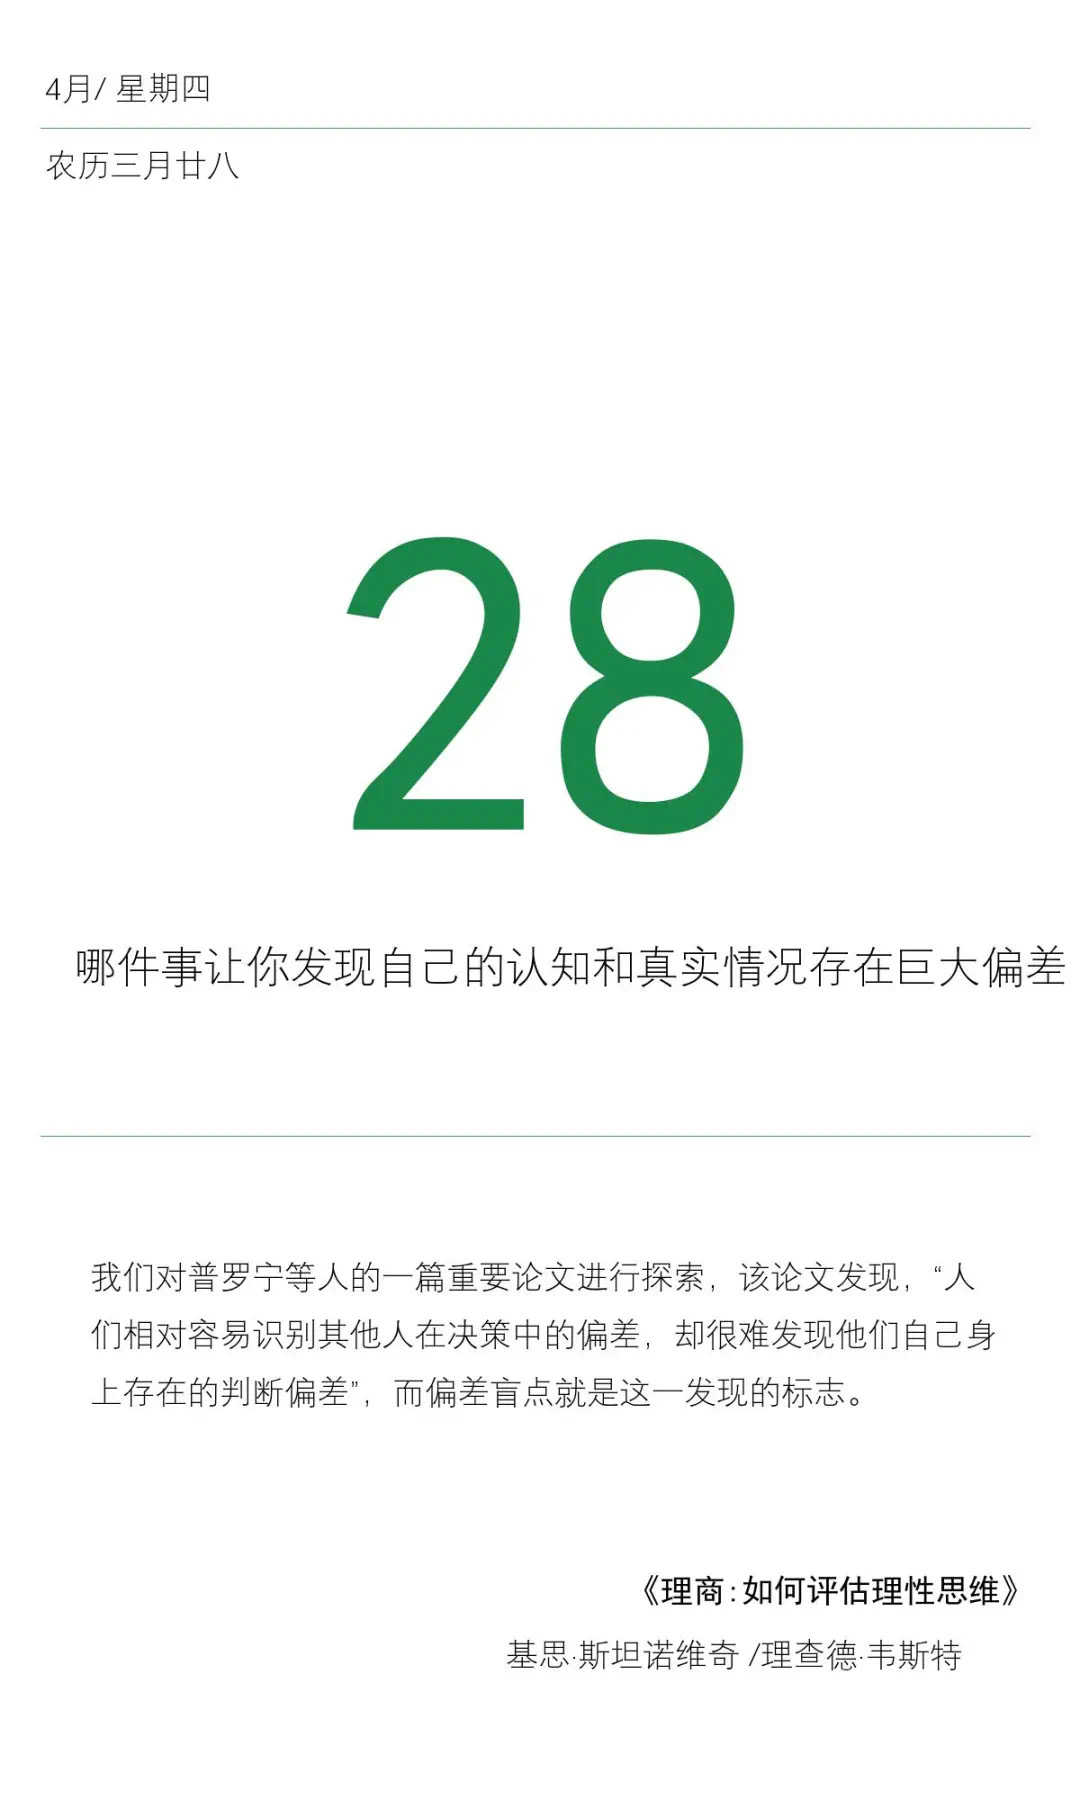 4月/ 星期四
农历三月廿八
28
哪件事让你发现自己的认知和真实情况存在巨大偏差
我们对普罗宁等人的一篇重要论文进行探索，该论文发现，“人
们相对容易识别其他人在决策中的偏差，却很难发现他们自己身
上存在的判断偏差”，而偏差盲点就是这一发现的标志。
《理商:如何评估理性思维》
基思·斯坦诺维奇 /理查德·韦斯特